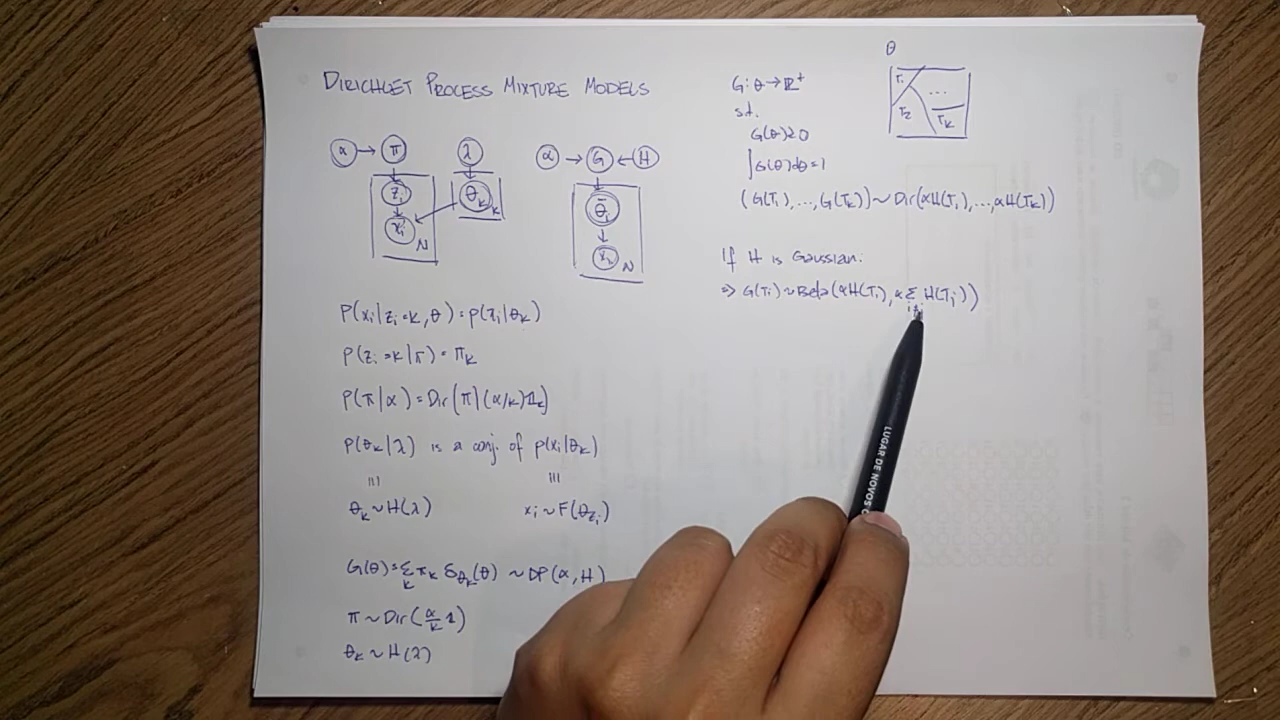 DIRICHLET PROCESS MIXTURE MODELS
α → π λ
z_i θ_k K
x_i N
α → G ← H
θ̄_i
x_i N
p(x_i|z_i=k,θ)=p(x_i|θ_k)
p(z_i=k|π)=π_k
p(π|α)=Dir(π|(α/K)𝟙_K)
p(θ_k|λ) is a conj. of p(x_i|θ_k)
≡ ≡
θ_k~H(λ) x_i~F(θ_{z_i})
G(θ)=Σ_k π_k δ_{θ_k}(θ) ~DP(α,H)
π~Dir(α/K 𝟙)
θ_k~H(λ)
θ
T_1 ...
T_2 T_K
G:θ→ℝ⁺
s.t.
G(θ)≥0
∫G(θ)dθ=1
(G(T_1),...,G(T_K))~Dir(αH(T_1),...,αH(T_K))
If H is Gaussian:
⇒ G(T_i)~Beta(αH(T_i),αΣ H(T_j))
LUGAR DE NOVOS